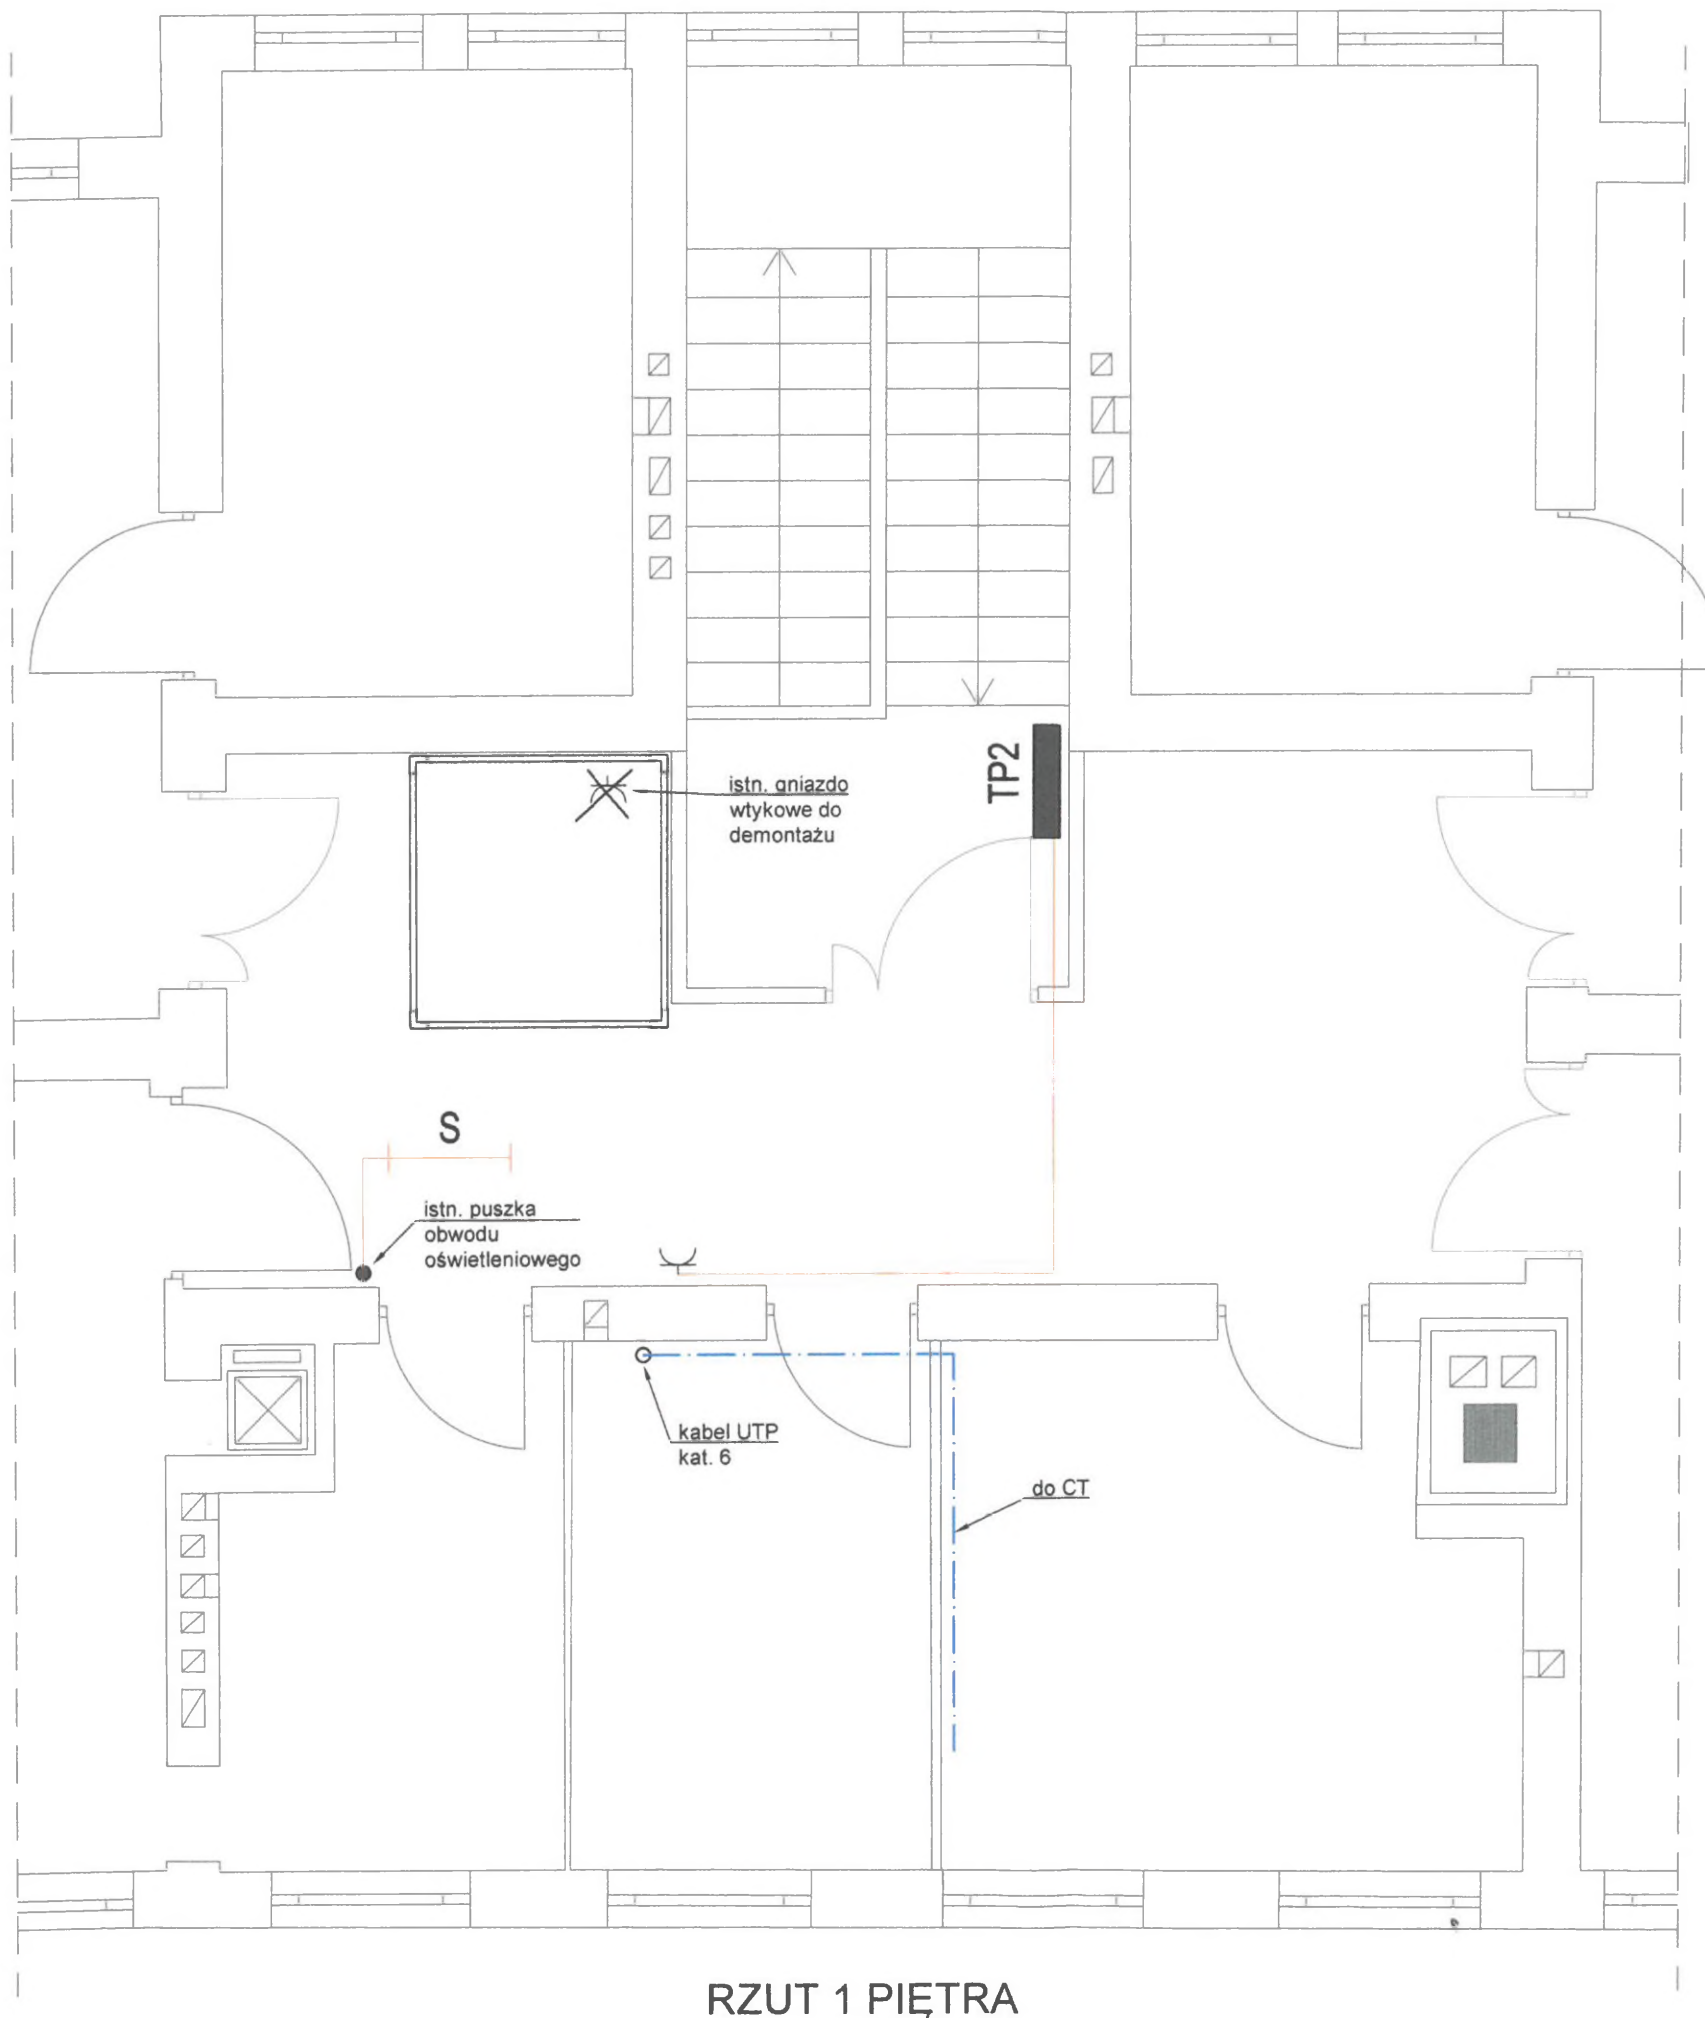 TP2
istn. gniazdo
wtykowe do
demontażu
S
istn. puszka
obwodu
oświetleniowego
kabel UTP
kat. 6
do CT
RZUT 1 PIĘTRA